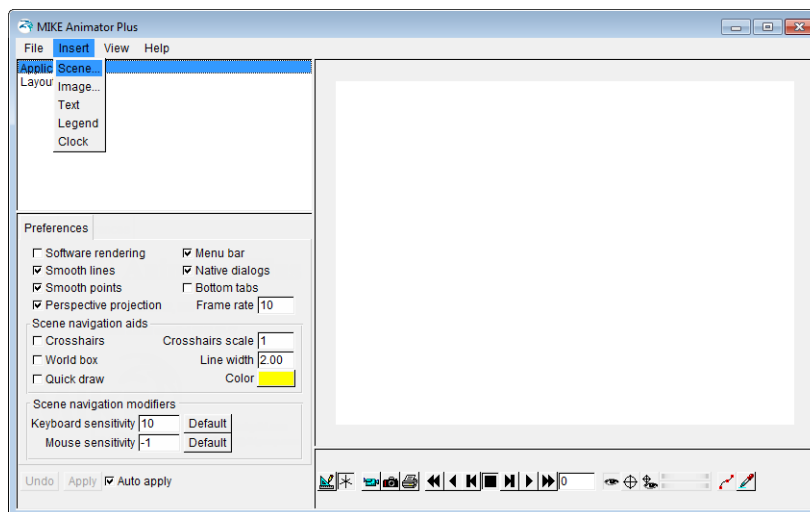 MIKE Animator Plus
File Insert View Help
Applic
Layou
Scene...
Image...
Text
Legend
Clock
Preferences
Software rendering Menu bar
Smooth lines Native dialogs
Smooth points Bottom tabs
Perspective projection Frame rate 10
Scene navigation aids
Crosshairs Crosshairs scale 1
World box Line width 2.00
Quick draw Color
Scene navigation modifiers
Keyboard sensitivity 10 Default
Mouse sensitivity -1 Default
Undo Apply Auto apply 0